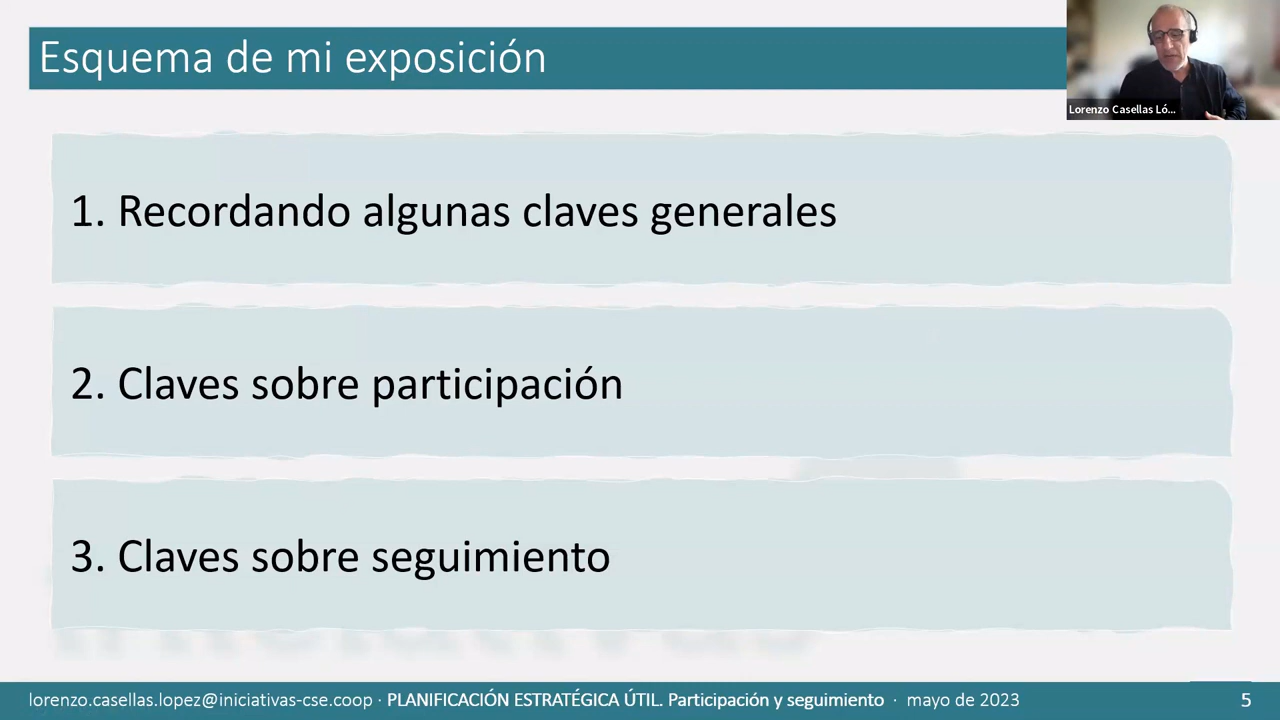 Esquema de mi exposición
Lorenzo Casellas Ló...
1. Recordando algunas claves generales
2. Claves sobre participación
3. Claves sobre seguimiento
lorenzo.casellas.lopez@iniciativas-cse.coop · PLANIFICACIÓN ESTRATÉGICA ÚTIL. Participación y seguimiento · mayo de 2023
5